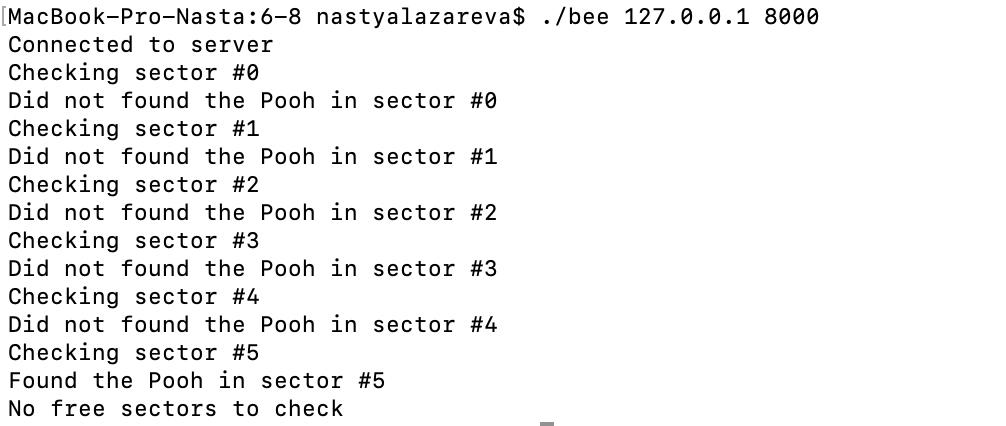 [MacBook-Pro-Nasta:6-8 nastyalazareva$ ./bee 127.0.0.1 8000
Connected to server
Checking sector #0
Did not found the Pooh in sector #0
Checking sector #1
Did not found the Pooh in sector #1
Checking sector #2
Did not found the Pooh in sector #2
Checking sector #3
Did not found the Pooh in sector #3
Checking sector #4
Did not found the Pooh in sector #4
Checking sector #5
Found the Pooh in sector #5
No free sectors to check